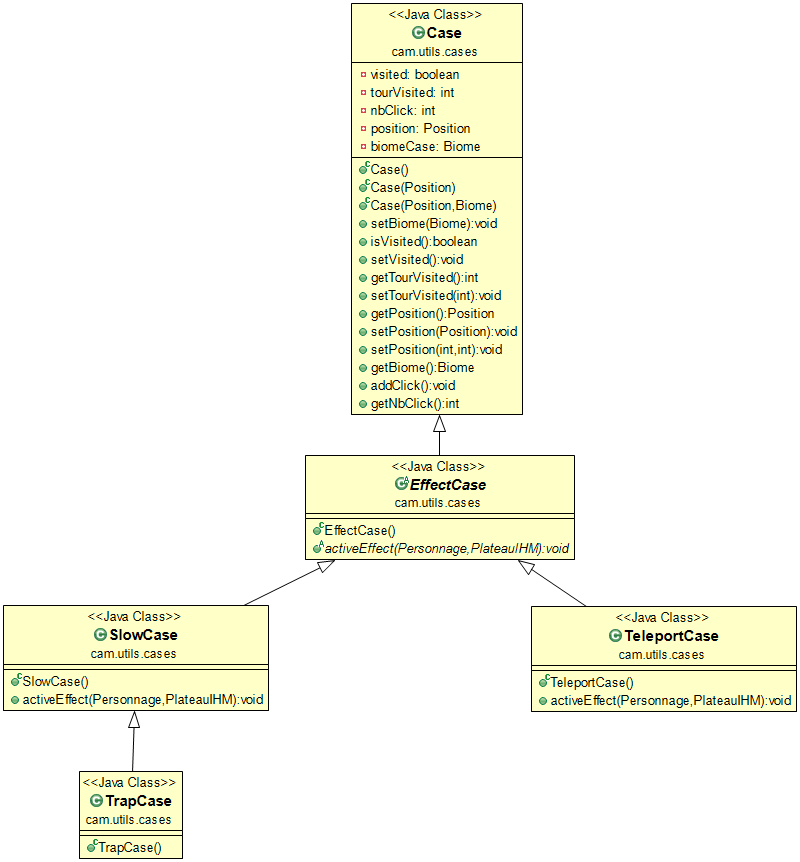 <<Java Class>>
Case
cam.utils.cases
visited: boolean
tourVisited: int
nbClick: int
position: Position
biomeCase: Biome
Case()
Case(Position)
Case(Position,Biome)
setBiome(Biome):void
isVisited():boolean
setVisited():void
getTourVisited():int
setTourVisited(int):void
getPosition():Position
setPosition(Position):void
setPosition(int,int):void
getBiome():Biome
addClick():void
getNbClick():int
<<Java Class>>
EffectCase
cam.utils.cases
EffectCase()
activeEffect(Personnage,PlateauIHM):void
<<Java Class>>
SlowCase
cam.utils.cases
SlowCase()
activeEffect(Personnage,PlateauIHM):void
<<Java Class>>
TeleportCase
cam.utils.cases
TeleportCase()
activeEffect(Personnage,PlateauIHM):void
<<Java Class>>
TrapCase
cam.utils.cases
TrapCase()